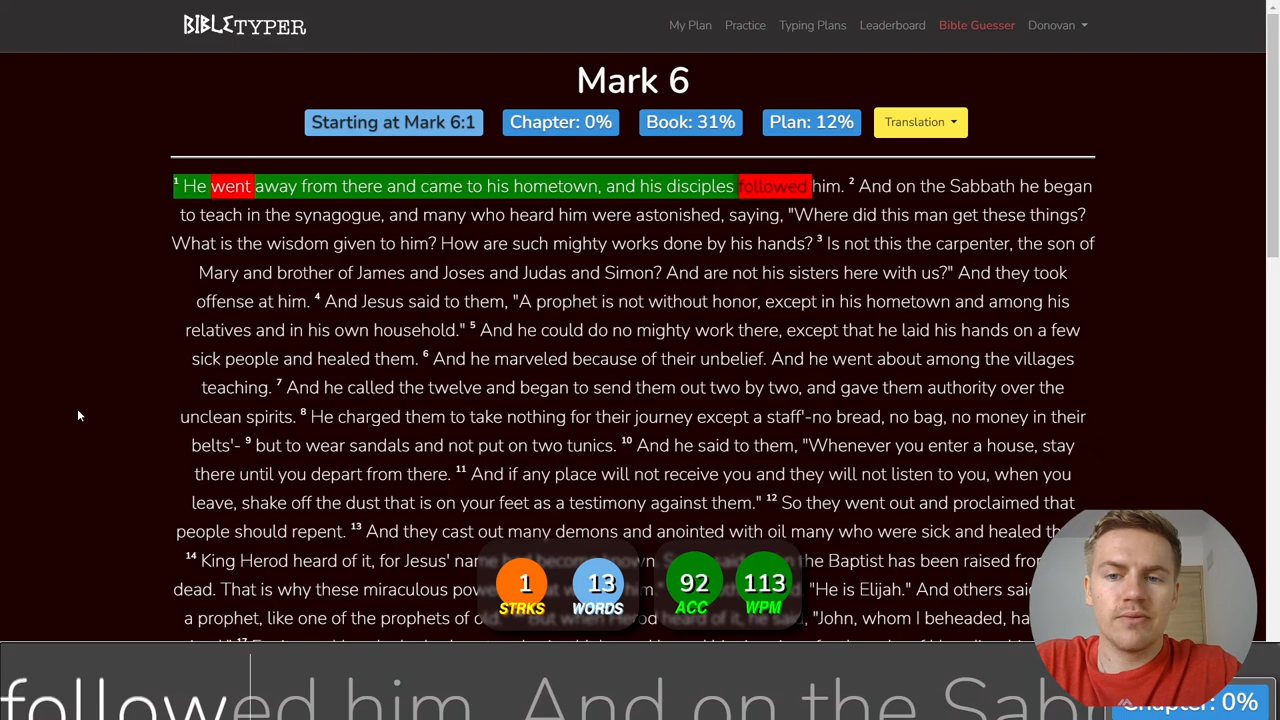 BIBLETYPER
My Plan Practice Typing Plans Leaderboard Bible Guesser Donovan
Mark 6
Starting at Mark 6:1 Chapter: 0% Book: 31% Plan: 12% Translation
1 He went away from there and came to his hometown, and his disciples followed him. 2 And on the Sabbath he began
to teach in the synagogue, and many who heard him were astonished, saying, "Where did this man get these things?
What is the wisdom given to him? How are such mighty works done by his hands? 3 Is not this the carpenter, the son of
Mary and brother of James and Joses and Judas and Simon? And are not his sisters here with us?" And they took
offense at him. 4 And Jesus said to them, "A prophet is not without honor, except in his hometown and among his
relatives and in his own household." 5 And he could do no mighty work there, except that he laid his hands on a few
sick people and healed them. 6 And he marveled because of their unbelief. And he went about among the villages
teaching. 7 And he called the twelve and began to send them out two by two, and gave them authority over the
unclean spirits. 8 He charged them to take nothing for their journey except a staff'-no bread, no bag, no money in their
belts'- 9 but to wear sandals and not put on two tunics. 10 And he said to them, "Whenever you enter a house, stay
there until you depart from there. 11 And if any place will not receive you and they will not listen to you, when you
leave, shake off the dust that is on your feet as a testimony against them." 12 So they went out and proclaimed that
people should repent. 13 And they cast out many demons and anointed with oil many who were sick and healed
14 King Herod heard of it, for Jesus' name had become the Baptist has been raised
dead. That is why these miraculous "He is Elijah." And others
a prophet, like one of the prophets of But when Herod heard of it, he said, "John, whom I beheaded,
1 STRKS 13 WORDS 92 ACC 113 WPM
followed him. And on the Chapter: 0%